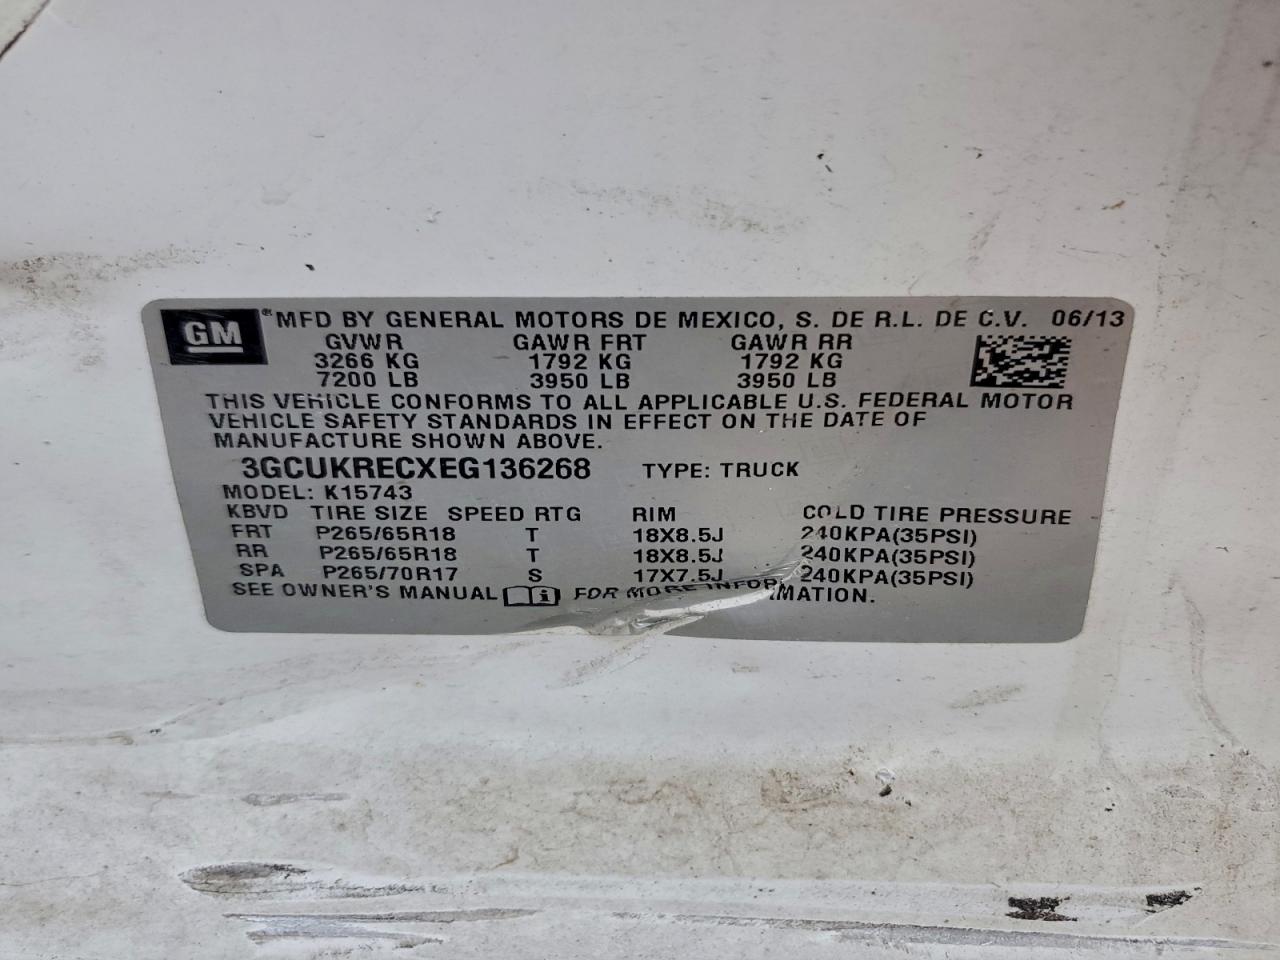 GM ® MFD BY GENERAL MOTORS DE MEXICO, S. DE R.L. DE C.V. 06/13
GVWR GAWR FRT GAWR RR
3266 KG 1792 KG 1792 KG
7200 LB 3950 LB 3950 LB
THIS VEHICLE CONFORMS TO ALL APPLICABLE U.S. FEDERAL MOTOR
VEHICLE SAFETY STANDARDS IN EFFECT ON THE DATE OF
MANUFACTURE SHOWN ABOVE.
3GCUKRECXEG136268 TYPE: TRUCK
MODEL: K15743
KBVD TIRE SIZE SPEED RTG RIM COLD TIRE PRESSURE
FRT P265/65R18 T 18X8.5J 240KPA(35PSI)
RR P265/65R18 T 18X8.5J 240KPA(35PSI)
SPA P265/70R17 S 17X7.5J 240KPA(35PSI)
SEE OWNER'S MANUAL i FOR MORE INFORMATION.